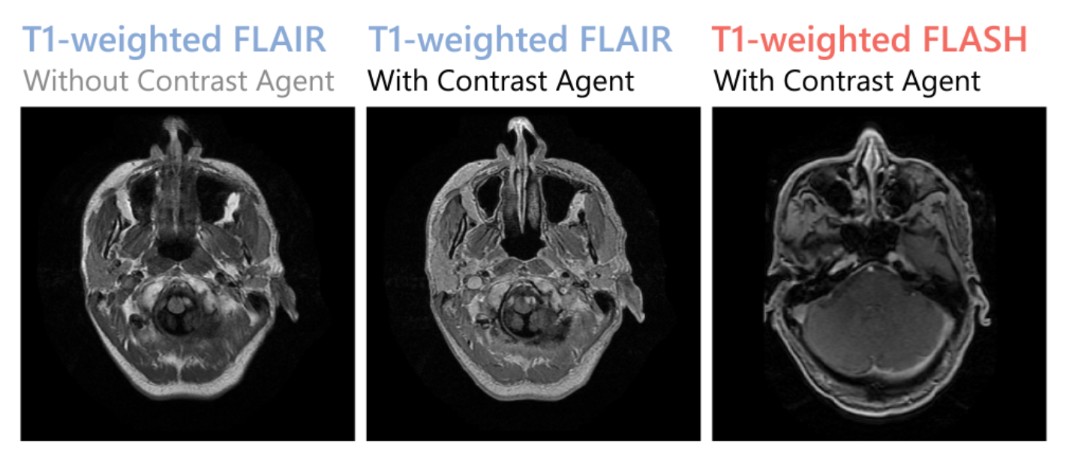 T1-weighted FLAIR
Without Contrast Agent
T1-weighted FLAIR
With Contrast Agent
T1-weighted FLASH
With Contrast Agent